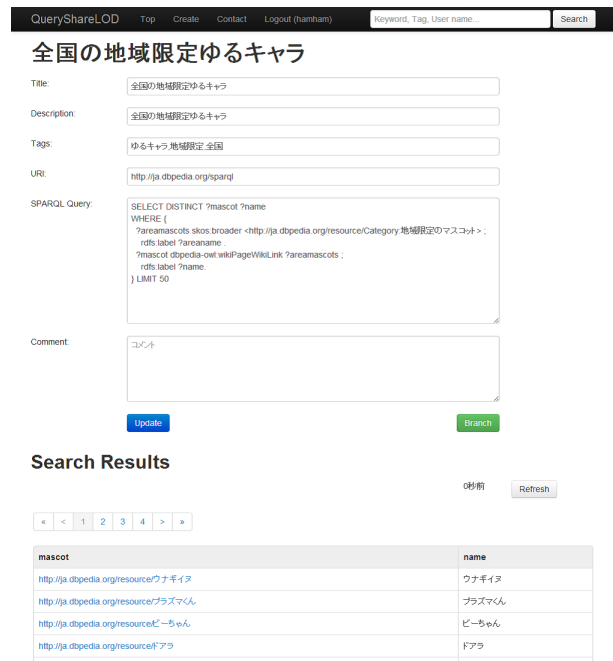 QueryShareLOD Top Create Contact Logout (hamham) Keyword, Tag, User name... Search
全国の地域限定ゆるキャラ
Title: 全国の地域限定ゆるキャラ
Description: 全国の地域限定ゆるキャラ
Tags: ゆるキャラ,地域限定,全国
URI: http://ja.dbpedia.org/sparql
SPARQL Query: SELECT DISTINCT ?mascot ?name
WHERE {
?areamascots skos:broader <http://ja.dbpedia.org/resource/Category:地域限定のマスコット> ;
rdfs:label ?areaname .
?mascot dbpedia-owl:wikiPageWikiLink ?areamascots ;
rdfs:label ?name.
} LIMIT 50
Comment: コメント
Update Branch
Search Results
0秒前 Refresh
« < 1 2 3 4 > »
mascot name
http://ja.dbpedia.org/resource/ウナギイヌ ウナギイヌ
http://ja.dbpedia.org/resource/プラズマくん プラズマくん
http://ja.dbpedia.org/resource/ビーちゃん ビーちゃん
http://ja.dbpedia.org/resource/ドアラ ドアラ